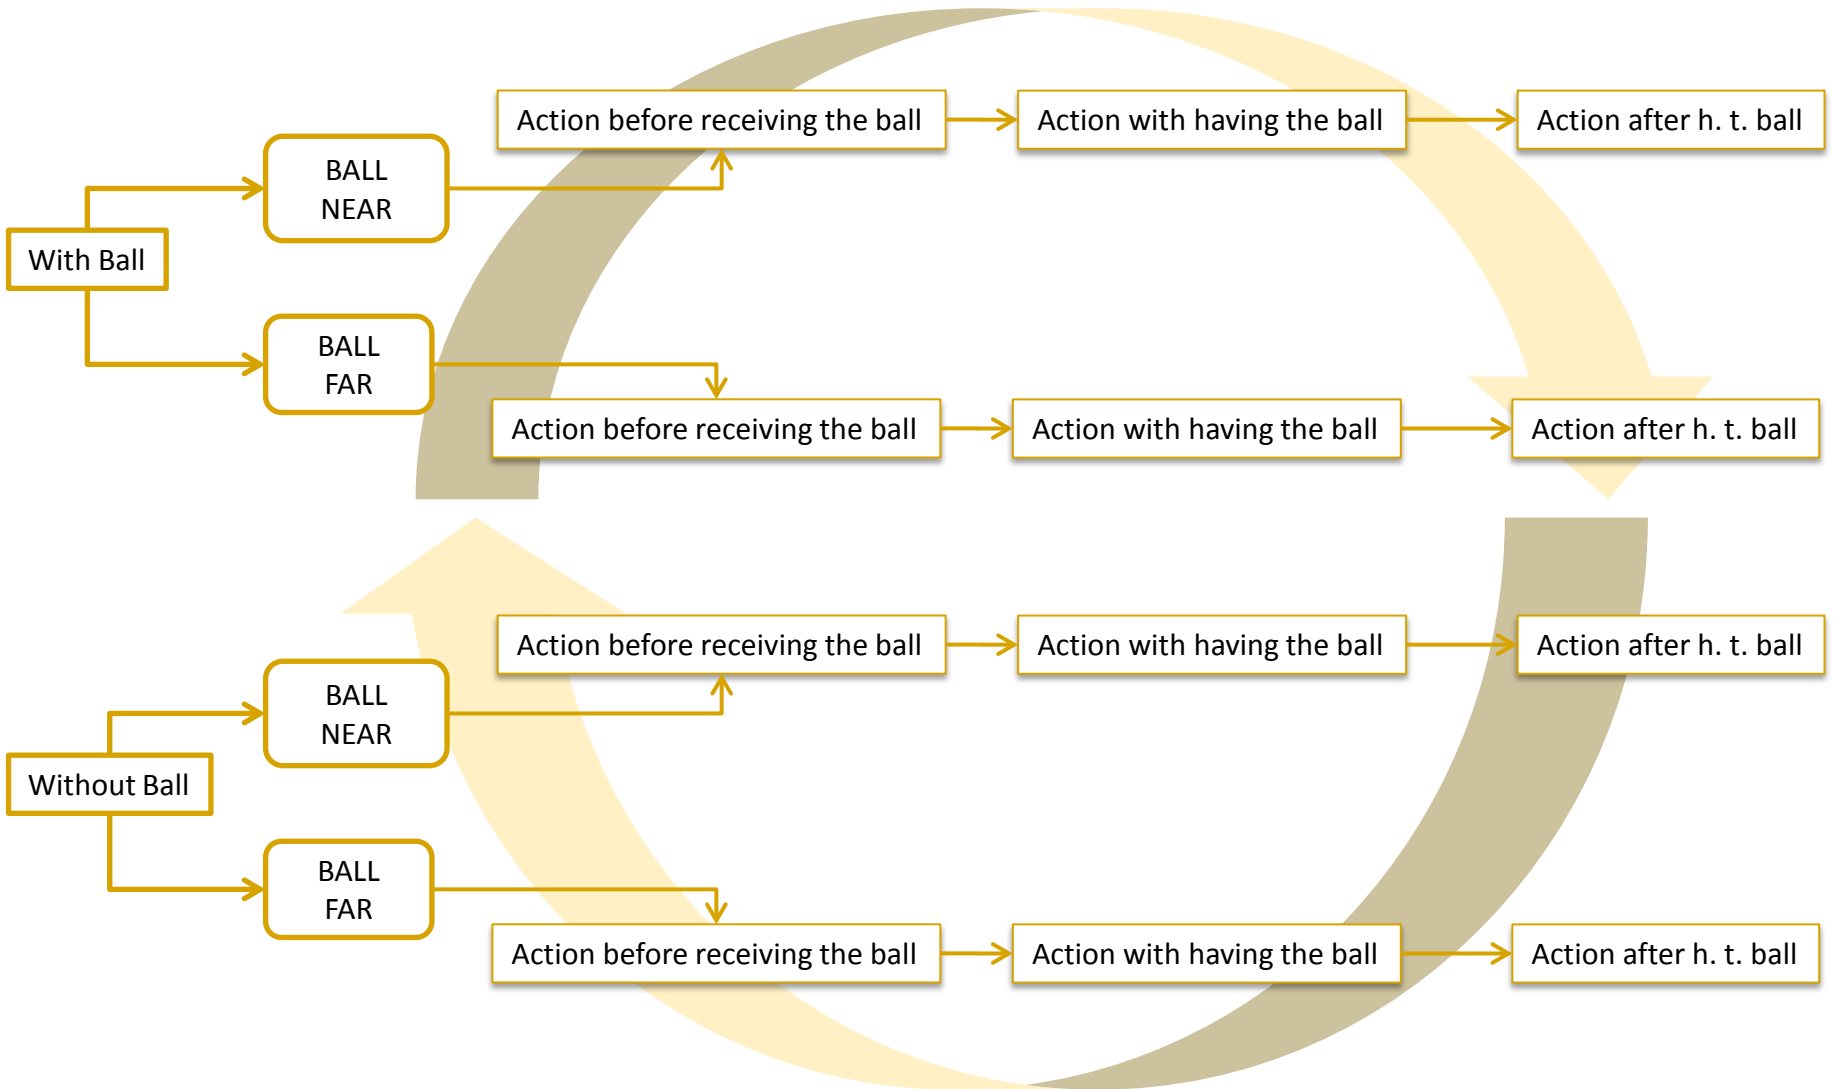 With Ball
BALL
NEAR
Action before receiving the ball
Action with having the ball
Action after h. t. ball
BALL
FAR
Action before receiving the ball
Action with having the ball
Action after h. t. ball
Without Ball
BALL
NEAR
Action before receiving the ball
Action with having the ball
Action after h. t. ball
BALL
FAR
Action before receiving the ball
Action with having the ball
Action after h. t. ball